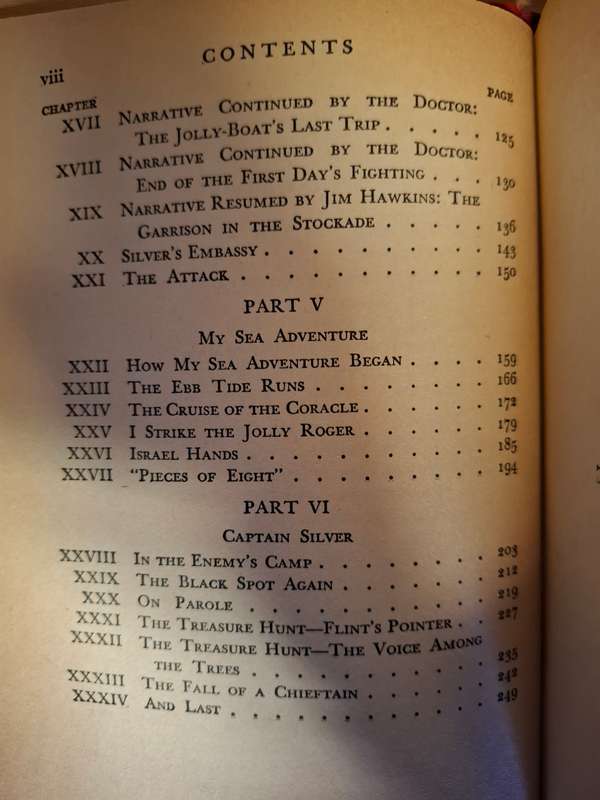 viii
CONTENTS
CHAPTER PAGE
XVII Narrative Continued by the Doctor:
The Jolly-Boat's Last Trip . . . . . 125
XVIII Narrative Continued by the Doctor:
End of the First Day's Fighting . . . 130
XIX Narrative Resumed by Jim Hawkins: The
Garrison in the Stockade . . . . . 136
XX Silver's Embassy . . . . . . . . . . 143
XXI The Attack . . . . . . . . . . . 150
PART V
My Sea Adventure
XXII How My Sea Adventure Began . . . . 159
XXIII The Ebb Tide Runs . . . . . . . 166
XXIV The Cruise of the Coracle . . . . . 172
XXV I Strike the Jolly Roger . . . . . 179
XXVI Israel Hands . . . . . . . . . . 185
XXVII "Pieces of Eight" . . . . . . . . 194
PART VI
Captain Silver
XXVIII In the Enemy's Camp . . . . . . . 203
XXIX The Black Spot Again . . . . . . 212
XXX On Parole . . . . . . . . . . 219
XXXI The Treasure Hunt—Flint's Pointer . . 227
XXXII The Treasure Hunt—The Voice Among
the Trees . . . . . . . . . . 235
XXXIII The Fall of a Chieftain . . . . . 242
XXXIV And Last . . . . . . . . . . . 249